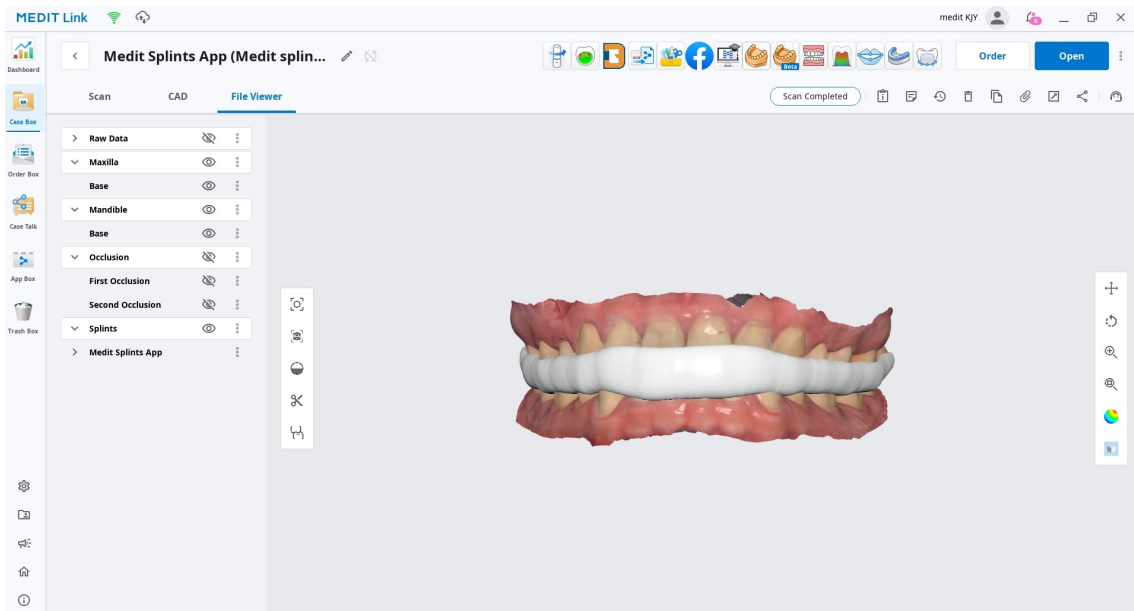 MEDIT Link
medit KJY
Dashboard
Medit Splints App (Medit splin...
Beta
Order
Open
Scan
CAD
File Viewer
Scan Completed
Case Box
Order Box
Case Talk
App Box
Trash Box
Raw Data
Maxilla
Base
Mandible
Base
Occlusion
First Occlusion
Second Occlusion
Splints
Medit Splints App